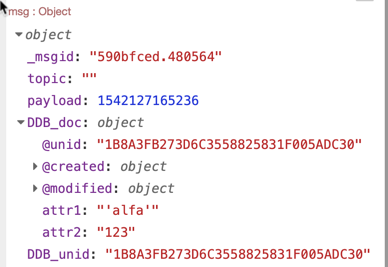 msg : Object
object
_msgid: "590bfced.480564"
topic: ""
payload: 1542127165236
DDB_doc: object
@unid: "1B8A3FB273D6C3558825831F005ADC30"
@created: object
@modified: object
attr1: "'alfa'"
attr2: "123"
DDB_unid: "1B8A3FB273D6C3558825831F005ADC30"